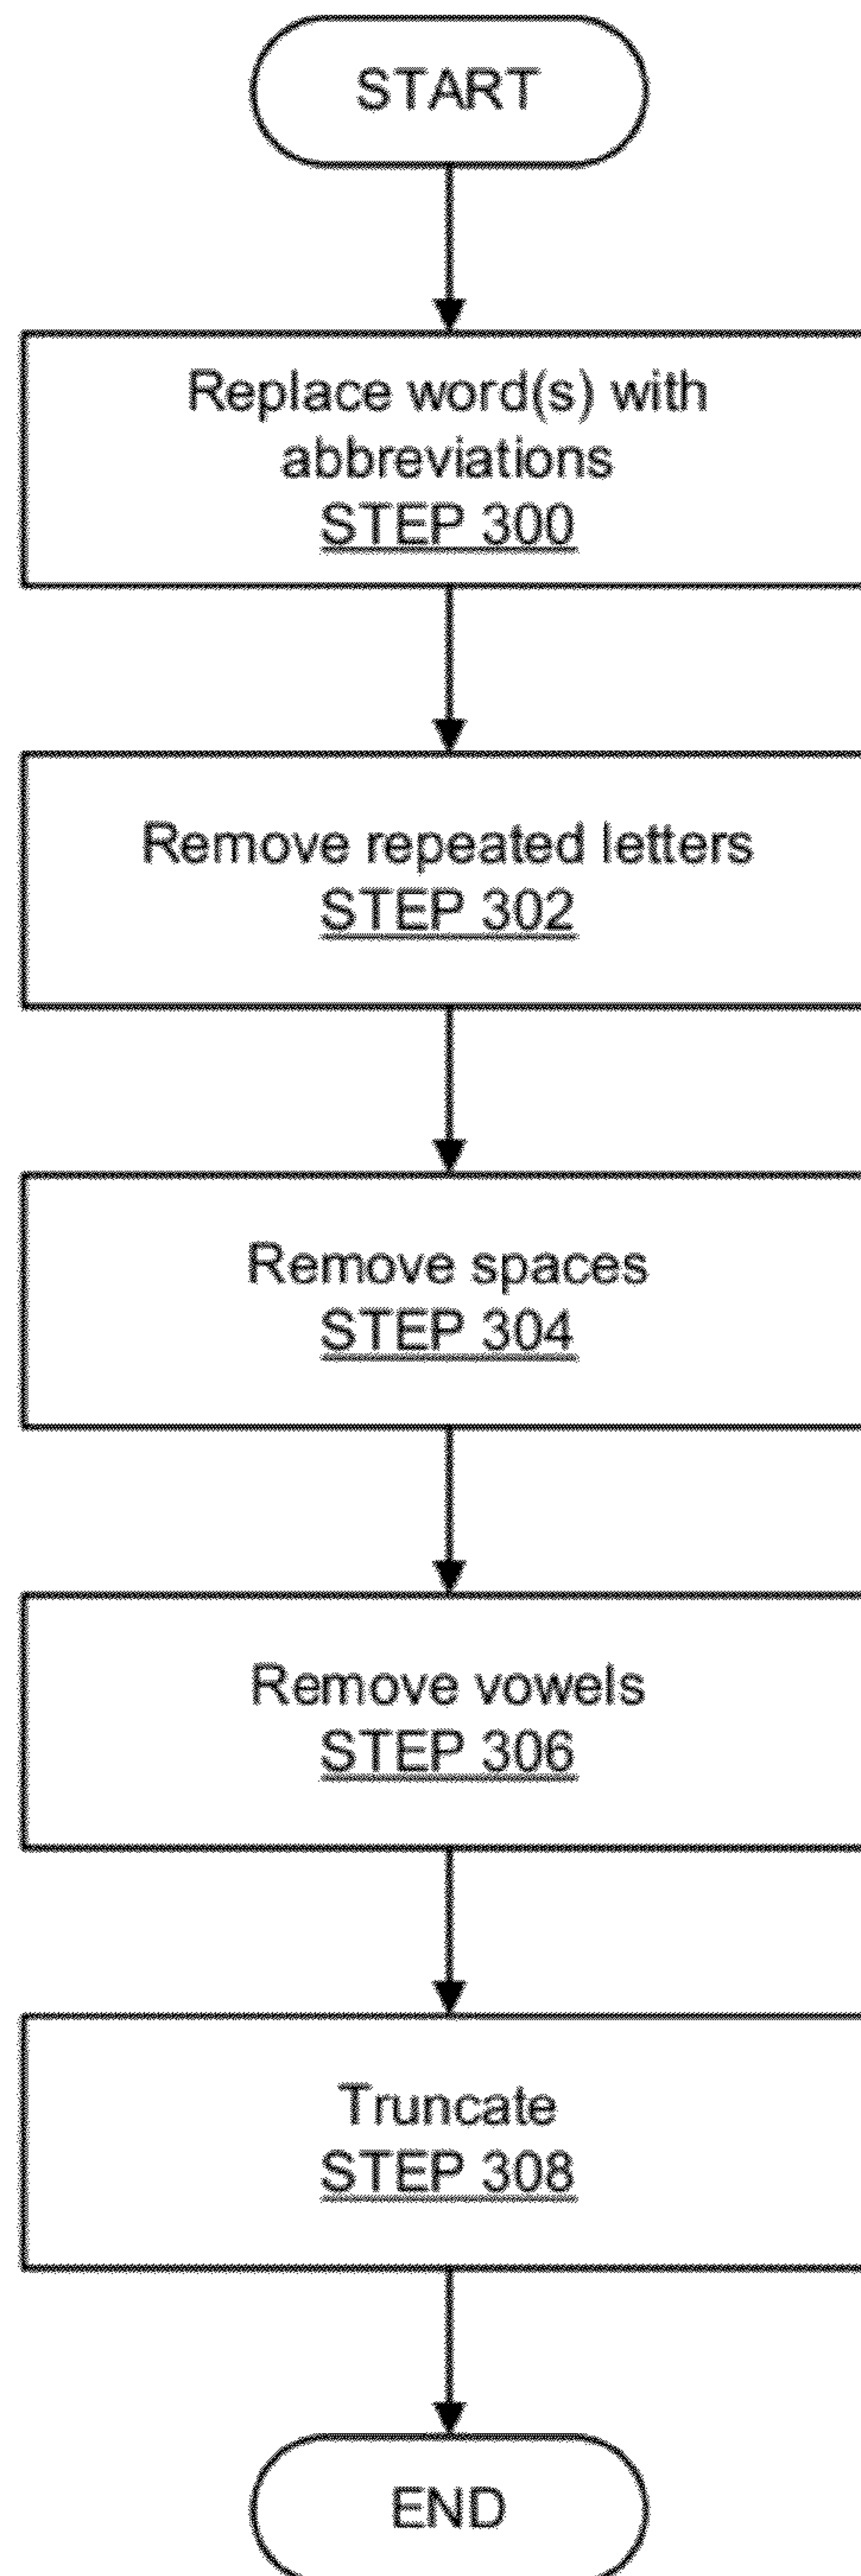 START
Replace word(s) with
abbreviations
STEP 300
Remove repeated letters
STEP 302
Remove spaces
STEP 304
Remove vowels
STEP 306
Truncate
STEP 308
END